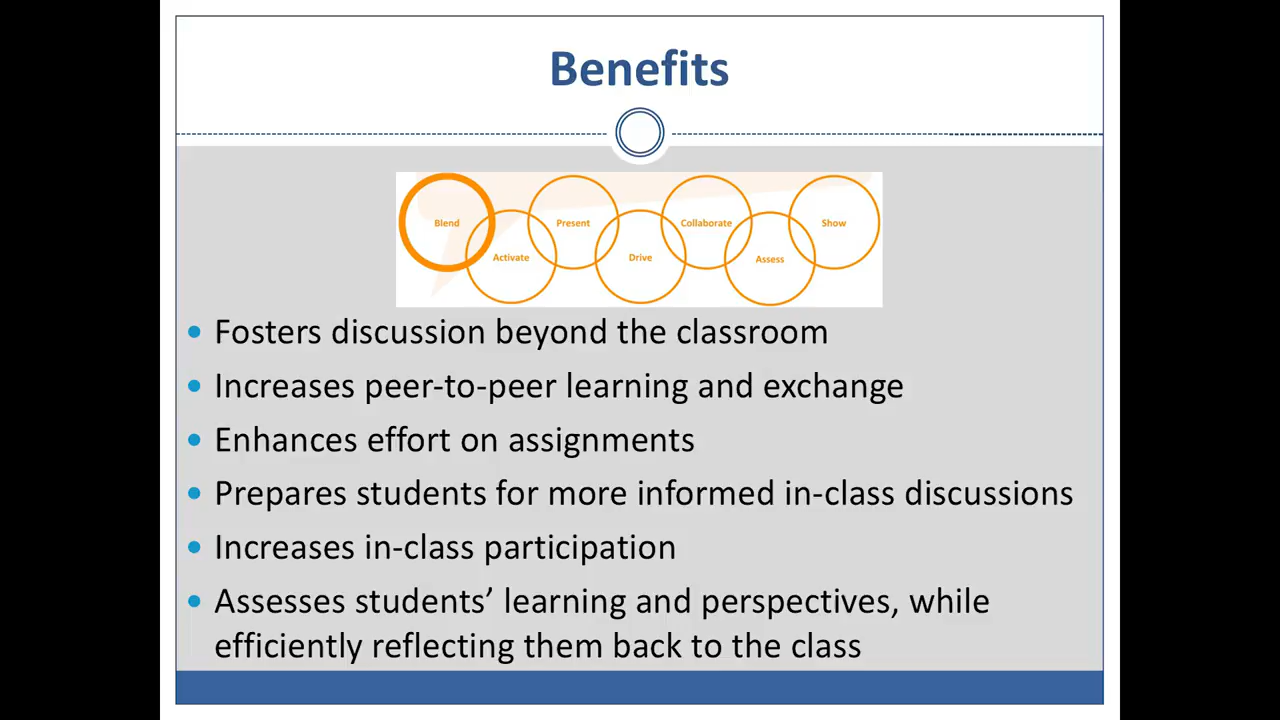 Benefits
Blend
Present
Collaborate
Show
Activate
Drive
Assess
• Fosters discussion beyond the classroom
• Increases peer-to-peer learning and exchange
• Enhances effort on assignments
• Prepares students for more informed in-class discussions
• Increases in-class participation
• Assesses students’ learning and perspectives, while
efficiently reflecting them back to the class